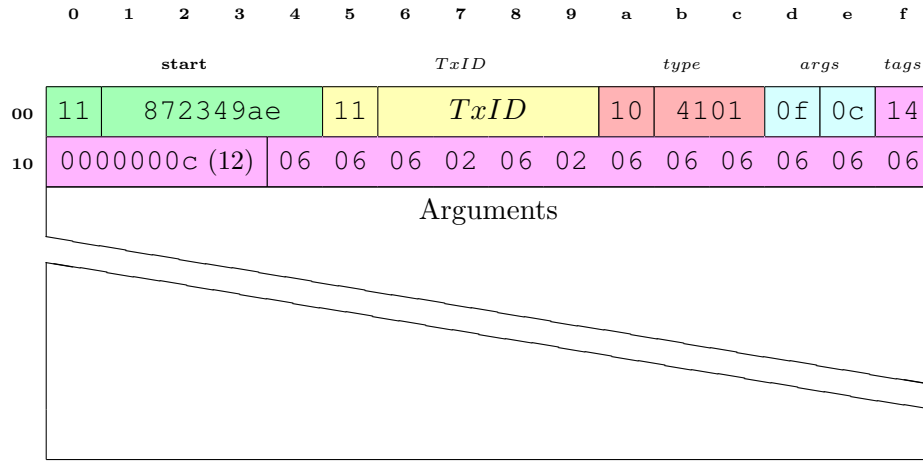 0 1 2 3 4 5 6 7 8 9 a b c d e f
start TxID type args tags
00 11 872349ae 11 TxID 10 4101 0f 0c 14
10 0000000c (12) 06 06 06 02 06 02 06 06 06 06 06 06
Arguments